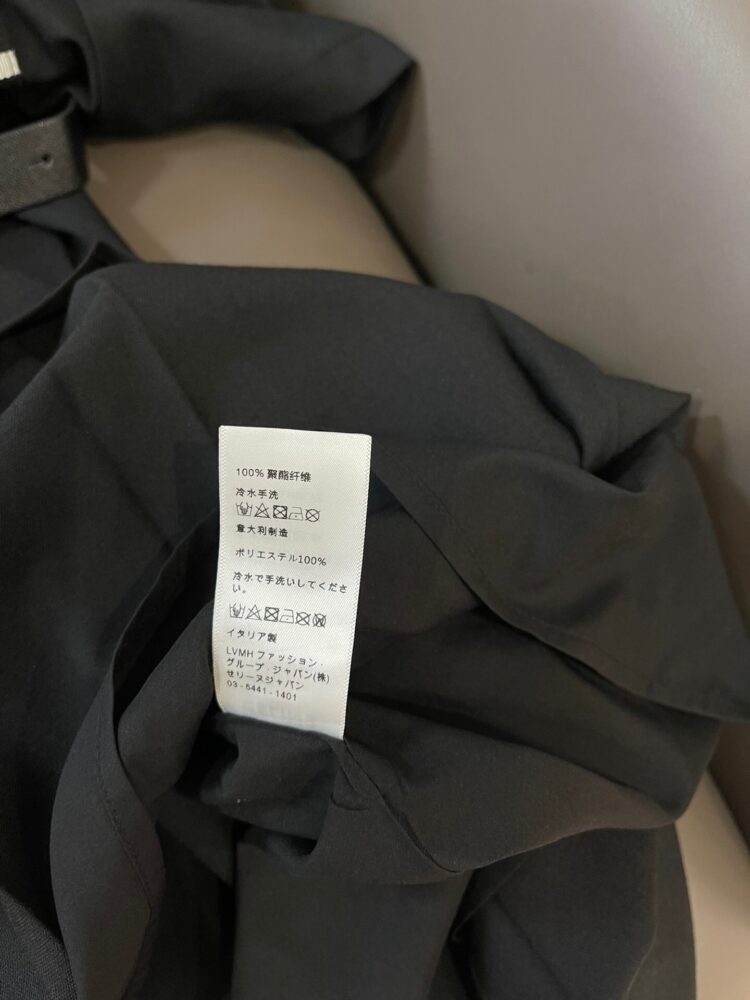 100% 聚酯纤维
冷水手洗
意大利制造
ポリエステル100%
冷水で手洗いしてくださ
い。
イタリア製
LVMH ファッション・
グループ・ジャパン(株)
セリーヌジャパン
03-5441-1401